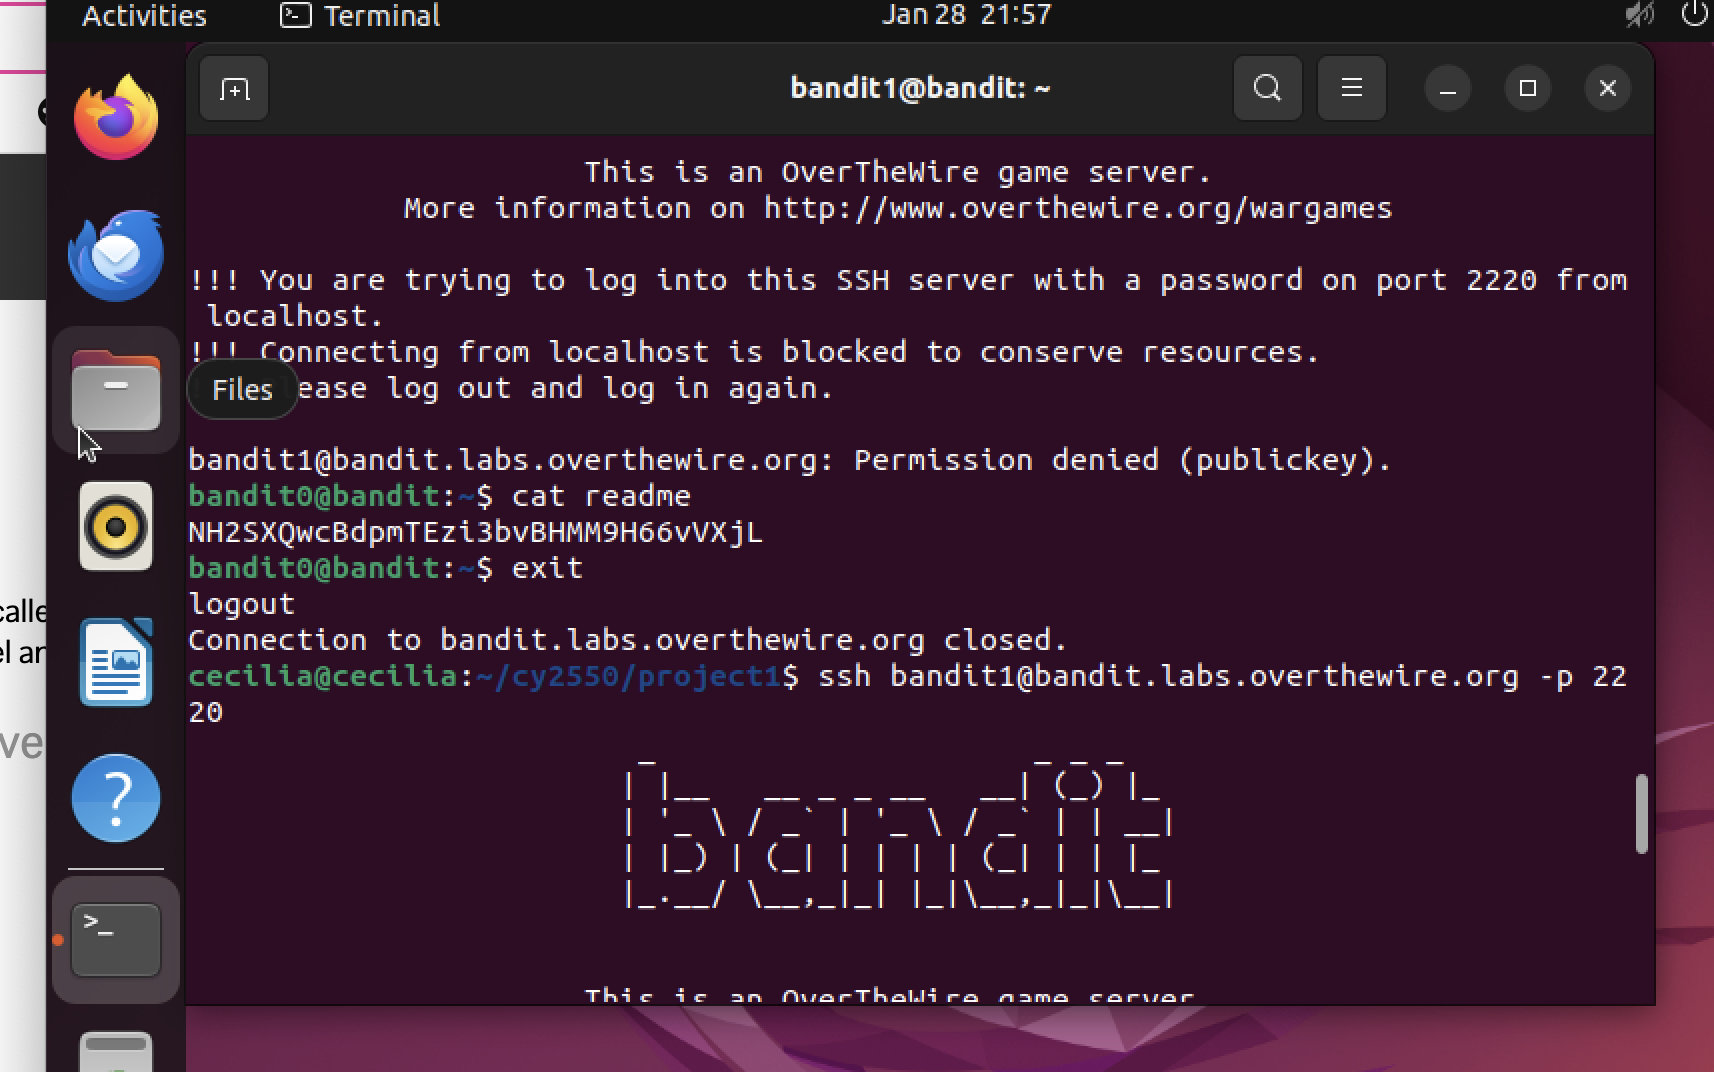 Activities
Terminal
Jan 28 21:57
bandit1@bandit: ~
This is an OverTheWire game server.
More information on http://www.overthewire.org/wargames
!!! You are trying to log into this SSH server with a password on port 2220 from
localhost.
!!! Connecting from localhost is blocked to conserve resources.
Files
ease log out and log in again.
bandit1@bandit.labs.overthewire.org: Permission denied (publickey).
bandit0@bandit:~$ cat readme
NH2SXQwcBdpmTEzi3bvBHMM9H66vVXjL
bandit0@bandit:~$ exit
logout
Connection to bandit.labs.overthewire.org closed.
cecilia@cecilia:~/cy2550/project1$ ssh bandit1@bandit.labs.overthewire.org -p 22
20
bandit
This is an OverTheWire game server.
calle
el an
ve